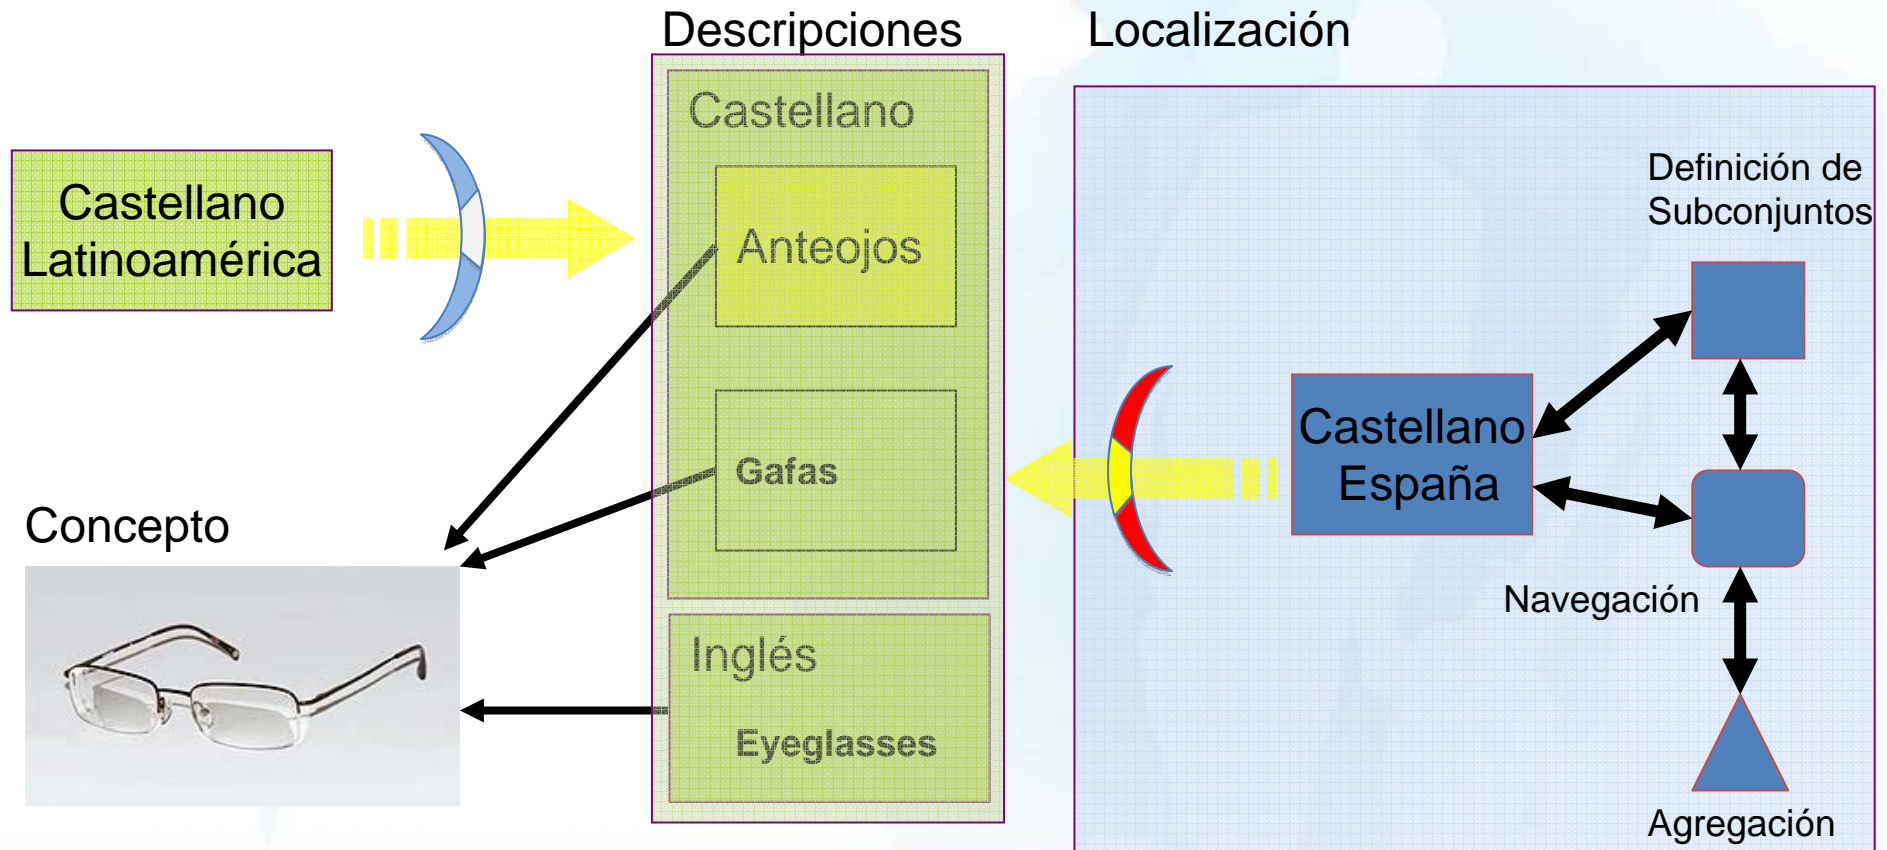 Descripciones
Localización
Castellano
Castellano
Latinoamérica
Anteojos
Definición de
Subconjuntos
Gafas
Castellano
España
Concepto
Navegación
Inglés
Eyeglasses
Agregación